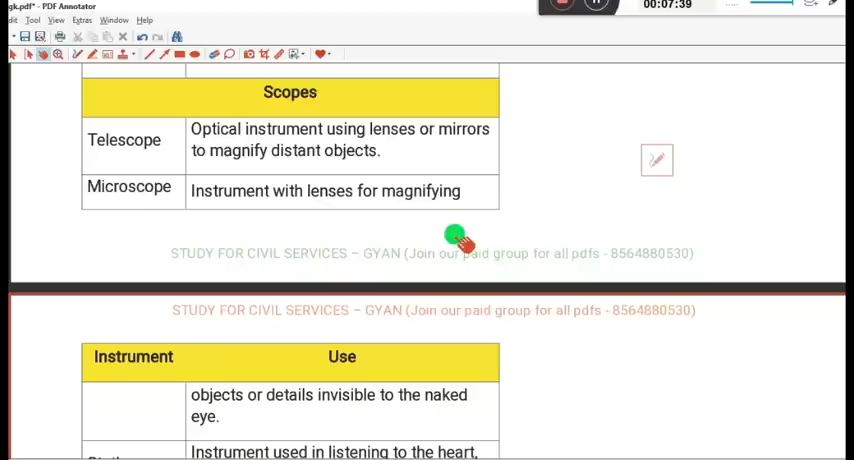 gk.pdf* - PDF Annotator
00:07:39
dit Tool View Extras Window Help
Scopes
Telescope
Optical instrument using lenses or mirrors
to magnify distant objects.
Microscope
Instrument with lenses for magnifying
STUDY FOR CIVIL SERVICES – GYAN (Join our paid group for all pdfs - 8564880530)
STUDY FOR CIVIL SERVICES – GYAN (Join our paid group for all pdfs - 8564880530)
Instrument Use
objects or details invisible to the naked
eye.
Instrument used in listening to the heart,